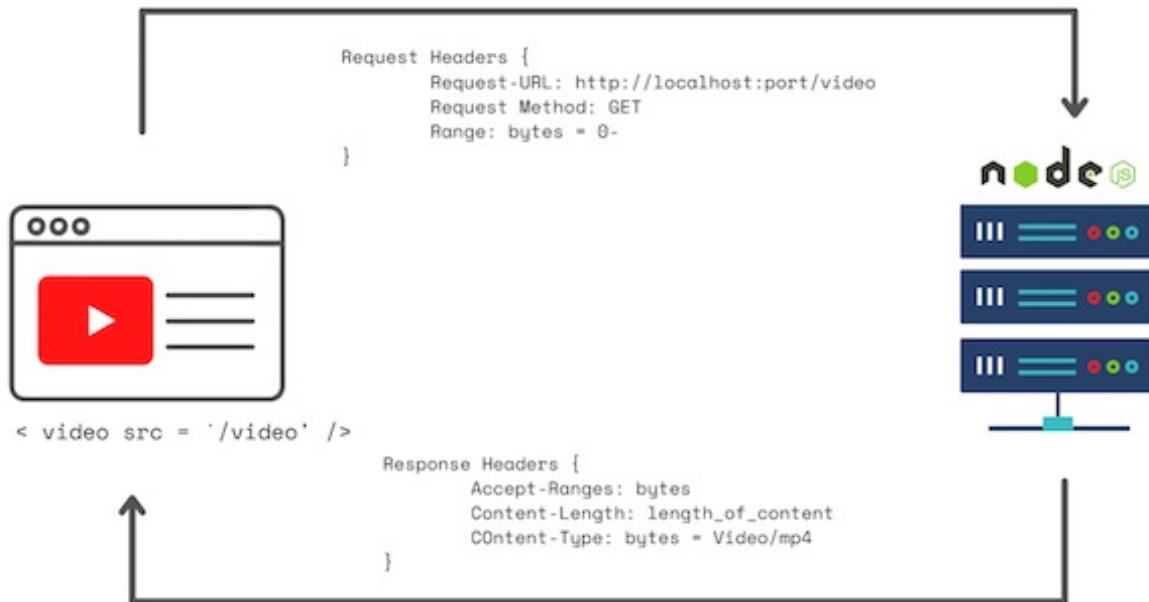 Request Headers {
Request-URL: http://localhost:port/video
Request Method: GET
Range: bytes = 0-
}
node JS
< video src = `/video' />
Response Headers {
Accept-Ranges: bytes
Content-Length: length_of_content
COntent-Type: bytes = Video/mp4
}